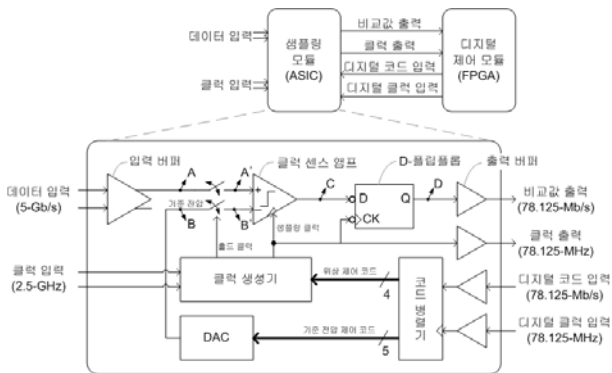 데이터 입력
클럭 입력
샘플링
모듈
(ASIC)
비교값 출력
클럭 출력
디지털 코드 입력
디지털 클럭 입력
디지털
제어 모듈
(FPGA)
입력 버퍼
A
A'
클럭 센스 앰프
D-플립플롭
출력 버퍼
데이터 입력
(5-Gb/s)
기준 전압
B
B'
+
−
C
D
Q
CK
D
비교값 출력
(78.125-Mb/s)
홀드 클럭
샘플링 클럭
클럭 출력
(78.125-MHz)
클럭 입력
(2.5-GHz)
클럭 생성기
위상 제어 코드
4
코드 병렬기
디지털 코드 입력
(78.125-Mb/s)
DAC
기준 전압 제어 코드
5
디지털 클럭 입력
(78.125-MHz)